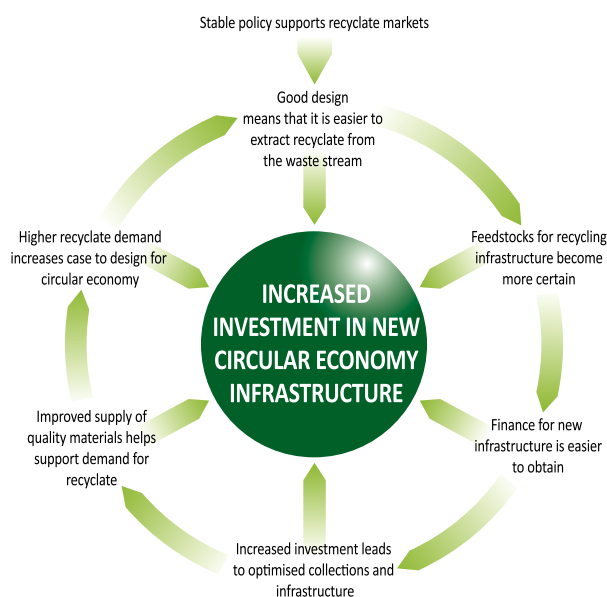 Stable policy supports recyclate markets
Good design
means that it is easier to
extract recyclate from
the waste stream
Higher recyclate demand
increases case to design for
circular economy
Feedstocks for recycling
infrastructure become
more certain
INCREASED
INVESTMENT IN NEW
CIRCULAR ECONOMY
INFRASTRUCTURE
Improved supply of
quality materials helps
support demand for
recyclate
Finance for new
infrastructure is easier
to obtain
Increased investment leads
to optimised collections and
infrastructure